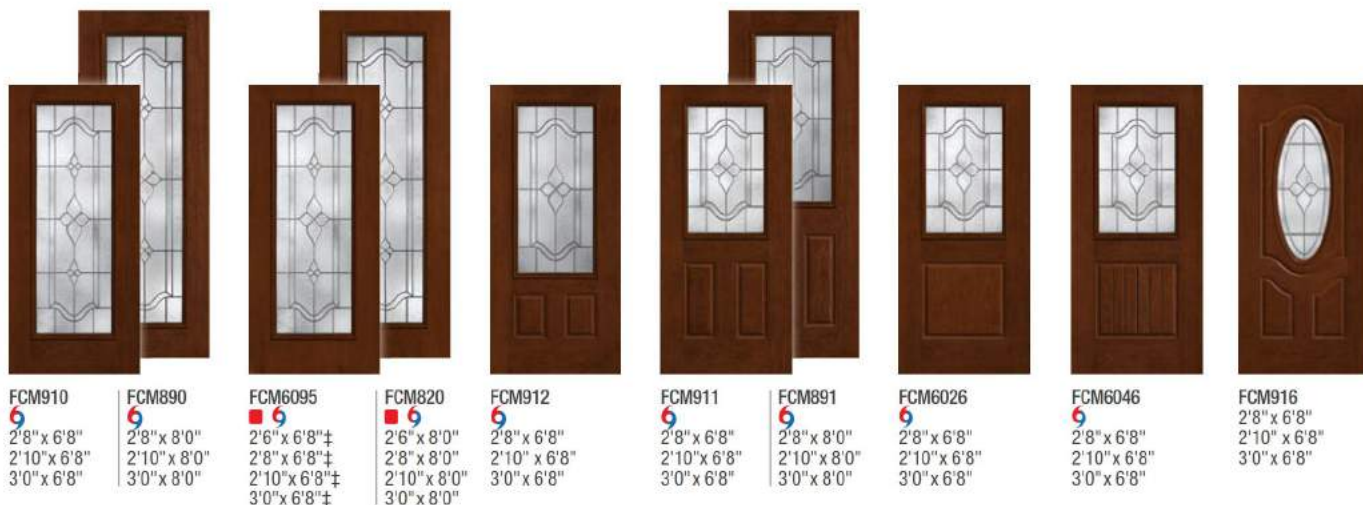 FCM910
2'8" x 6'8"
2'10" x 6'8"
3'0" x 6'8"
FCM890
2'8" x 8'0"
2'10" x 8'0"
3'0" x 8'0"
FCM6095
2'6" x 6'8"‡
2'8" x 6'8"‡
2'10" x 6'8"‡
3'0" x 6'8"‡
FCM820
2'6" x 8'0"
2'8" x 8'0"
2'10" x 8'0"
3'0" x 8'0"
FCM912
2'8" x 6'8"
2'10" x 6'8"
3'0" x 6'8"
FCM911
2'8" x 6'8"
2'10" x 6'8"
3'0" x 6'8"
FCM891
2'8" x 8'0"
2'10" x 8'0"
3'0" x 8'0"
FCM6026
2'8" x 6'8"
2'10" x 6'8"
3'0" x 6'8"
FCM6046
2'8" x 6'8"
2'10" x 6'8"
3'0" x 6'8"
FCM916
2'8" x 6'8"
2'10" x 6'8"
3'0" x 6'8"